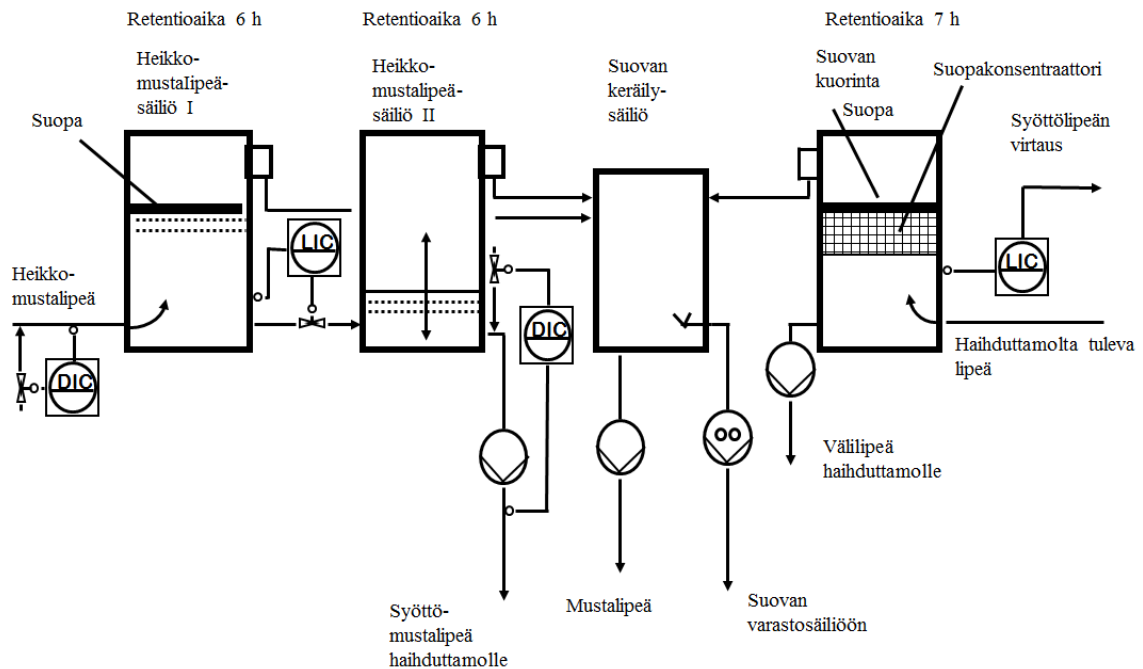 Retentioaika 6 h
Retentioaika 6 h
Retentioaika 7 h
Heikko-
mustalipeä-
säiliö I
Heikko-
mustalipeä-
säiliö II
Suovan
keräily-
säiliö
Suovan
kuorinta
Suopa
Suopakonsentraattori
Suopa
Syöttölipeän
virtaus
LIC
LIC
Heikko-
mustalipeä
DIC
DIC
Haihduttamolta tuleva
lipeä
Välilipeä
haihduttamolle
Syöttö-
mustalipeä
haihduttamolle
Mustalipeä
Suovan
varastosäiliöön